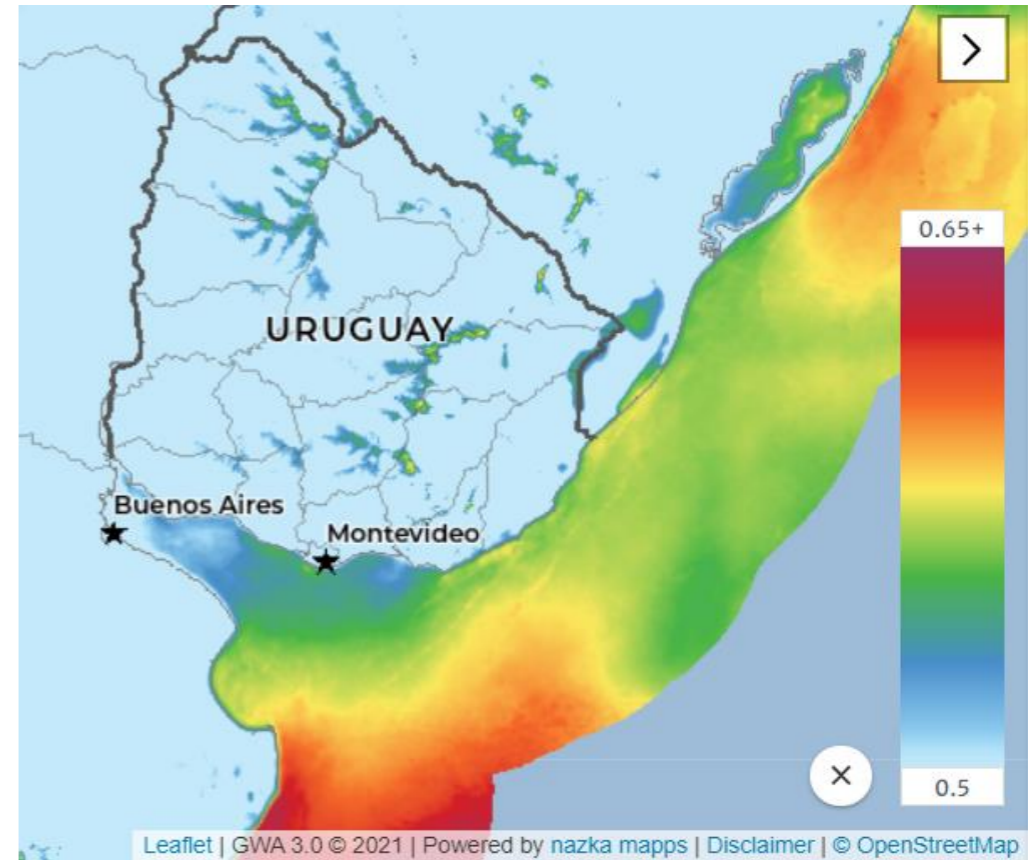 >
0.65+
URUGUAY
Buenos Aires
Montevideo
×
0.5
Leaflet | GWA 3.0 © 2021 | Powered by nazka mapps | Disclaimer | © OpenStreetMap